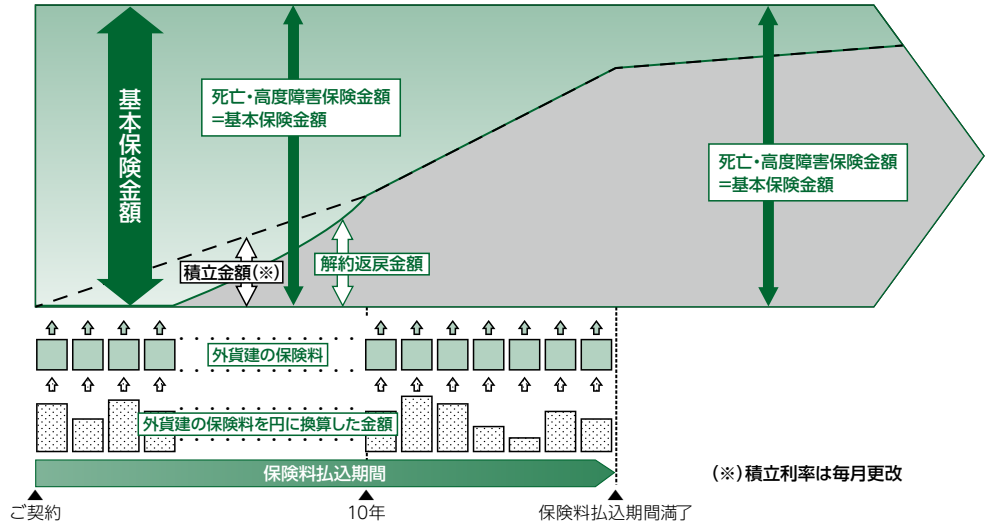 基本保険金額
死亡・高度障害保険金額
=基本保険金額
死亡・高度障害保険金額
=基本保険金額
積立金額(※)
解約返戻金額
外貨建の保険料
外貨建の保険料を円に換算した金額
保険料払込期間
(※)積立利率は毎月更改
ご契約
10年
保険料払込期間満了